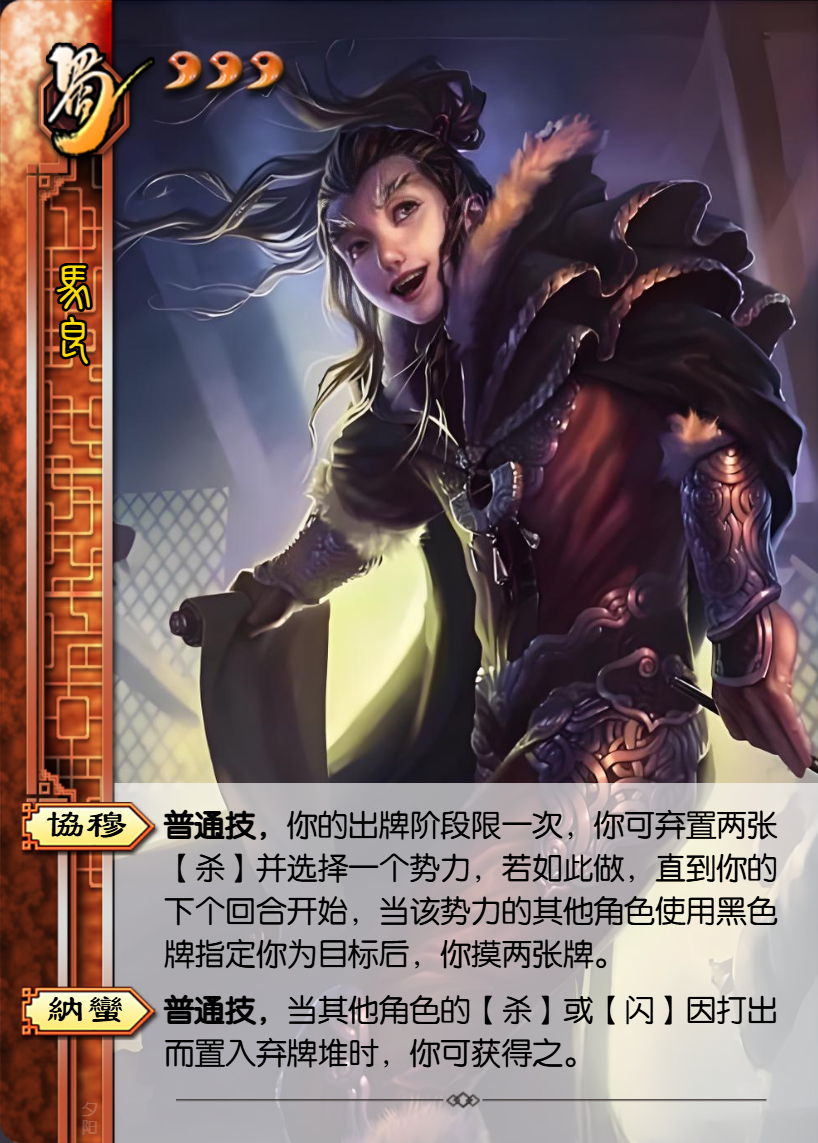 蜀
馬良
協穆
普通技，你的出牌阶段限一次，你可弃置两张
【杀】并选择一个势力，若如此做，直到你的
下个回合开始，当该势力的其他角色使用黑色
牌指定你为目标后，你摸两张牌。
納蠻
普通技，当其他角色的【杀】或【闪】因打出
而置入弃牌堆时，你可获得之。
夕阳